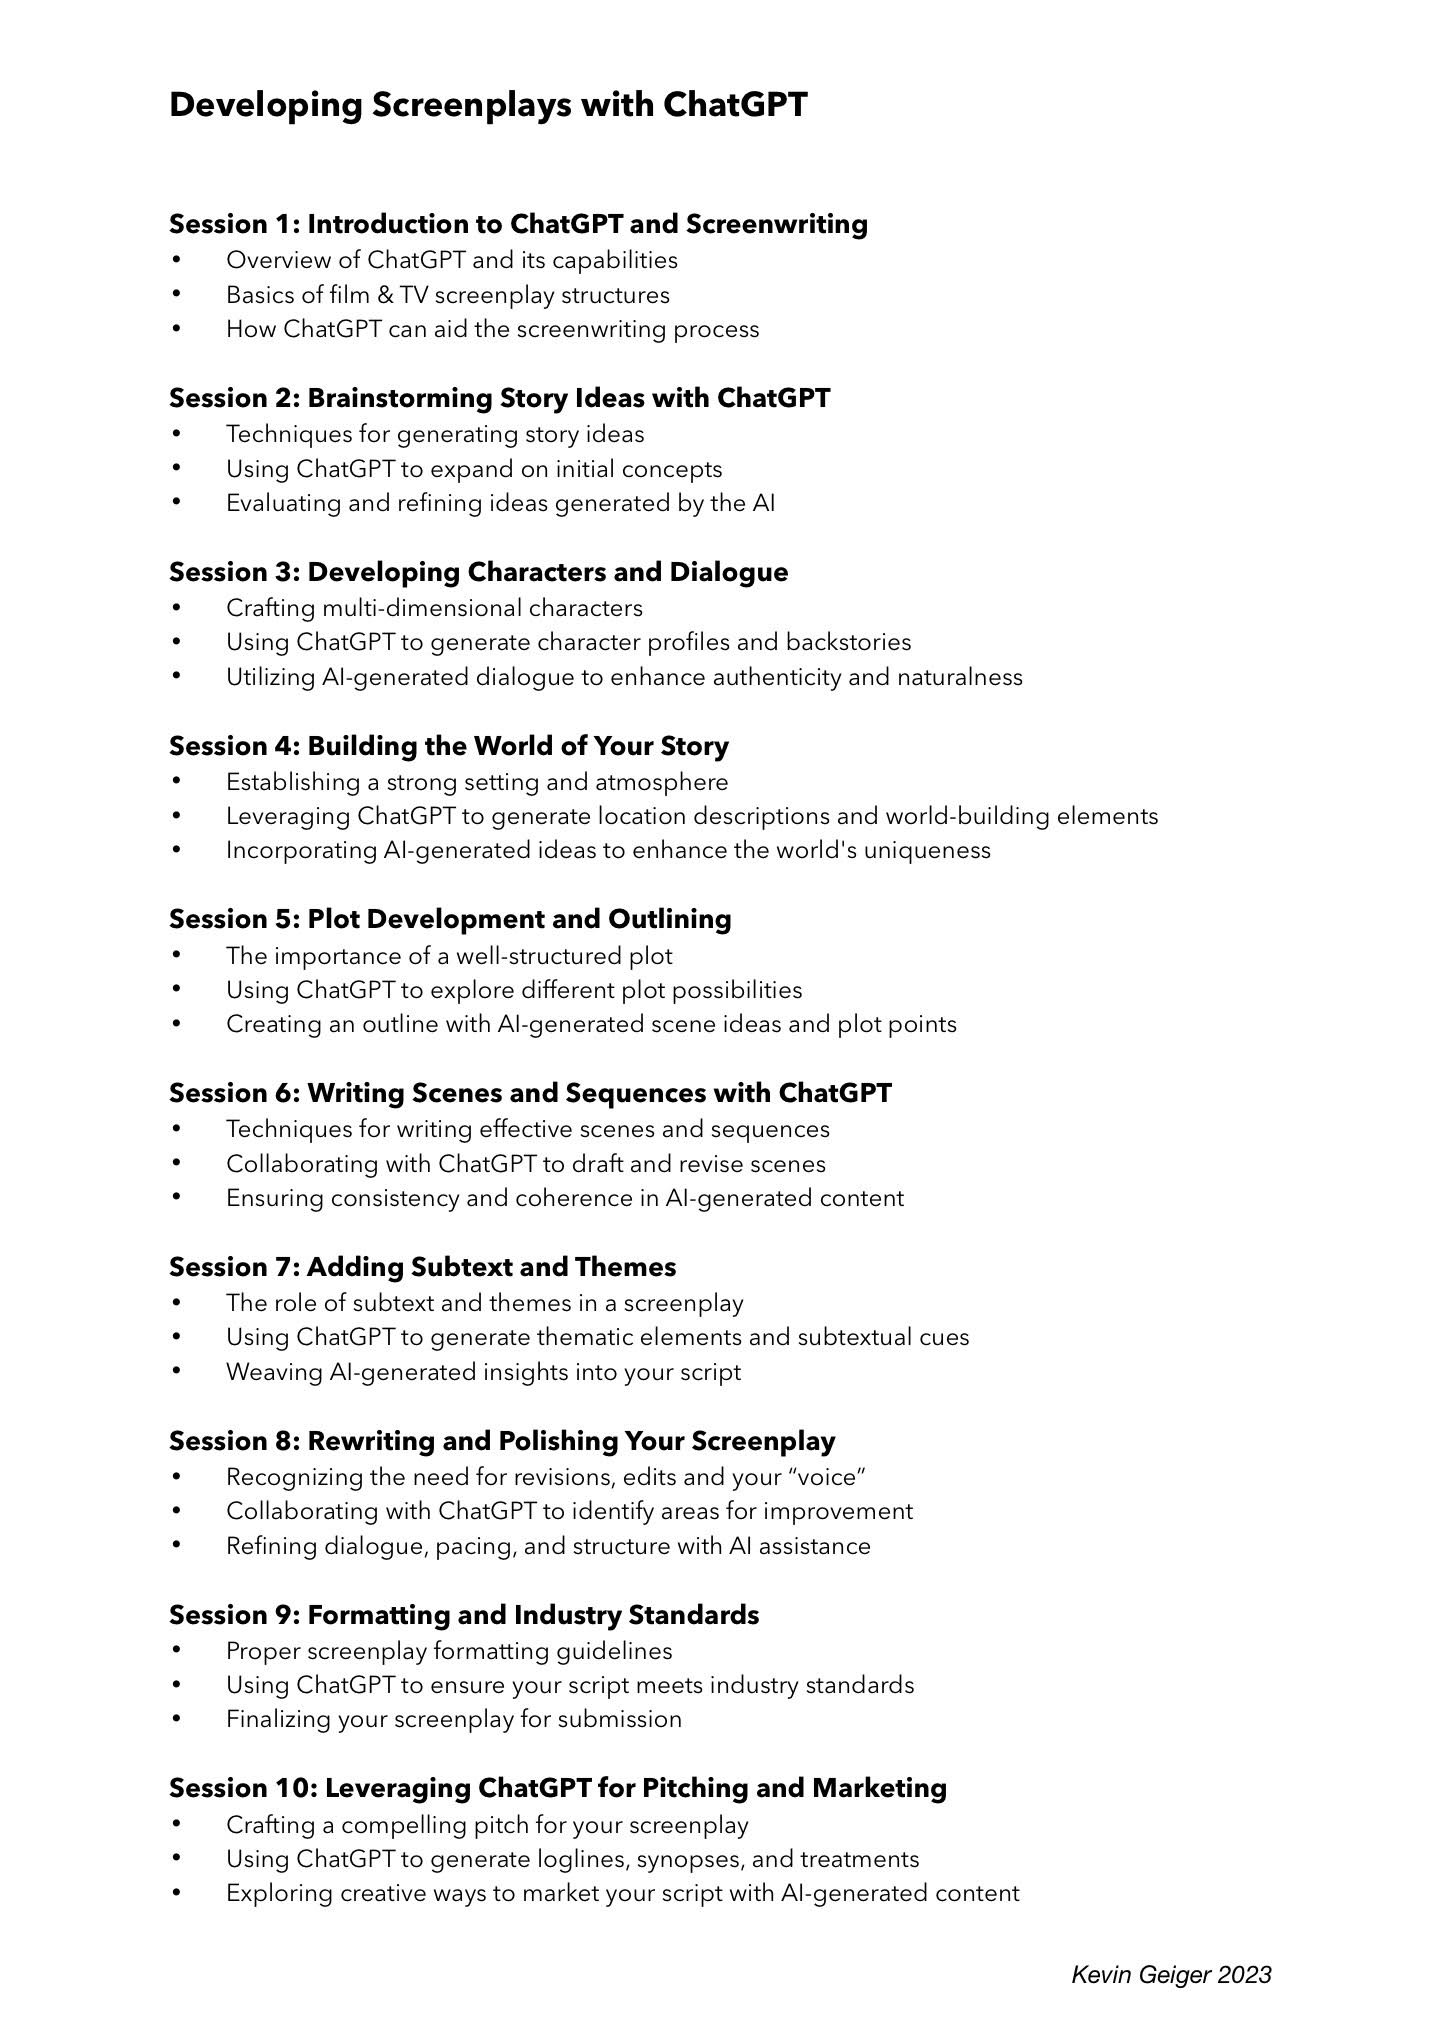 Developing Screenplays with ChatGPT
Session 1: Introduction to ChatGPT and Screenwriting
• Overview of ChatGPT and its capabilities
• Basics of film & TV screenplay structures
• How ChatGPT can aid the screenwriting process
Session 2: Brainstorming Story Ideas with ChatGPT
• Techniques for generating story ideas
• Using ChatGPT to expand on initial concepts
• Evaluating and refining ideas generated by the AI
Session 3: Developing Characters and Dialogue
• Crafting multi-dimensional characters
• Using ChatGPT to generate character profiles and backstories
• Utilizing AI-generated dialogue to enhance authenticity and naturalness
Session 4: Building the World of Your Story
• Establishing a strong setting and atmosphere
• Leveraging ChatGPT to generate location descriptions and world-building elements
• Incorporating AI-generated ideas to enhance the world's uniqueness
Session 5: Plot Development and Outlining
• The importance of a well-structured plot
• Using ChatGPT to explore different plot possibilities
• Creating an outline with AI-generated scene ideas and plot points
Session 6: Writing Scenes and Sequences with ChatGPT
• Techniques for writing effective scenes and sequences
• Collaborating with ChatGPT to draft and revise scenes
• Ensuring consistency and coherence in AI-generated content
Session 7: Adding Subtext and Themes
• The role of subtext and themes in a screenplay
• Using ChatGPT to generate thematic elements and subtextual cues
• Weaving AI-generated insights into your script
Session 8: Rewriting and Polishing Your Screenplay
• Recognizing the need for revisions, edits and your “voice”
• Collaborating with ChatGPT to identify areas for improvement
• Refining dialogue, pacing, and structure with AI assistance
Session 9: Formatting and Industry Standards
• Proper screenplay formatting guidelines
• Using ChatGPT to ensure your script meets industry standards
• Finalizing your screenplay for submission
Session 10: Leveraging ChatGPT for Pitching and Marketing
• Crafting a compelling pitch for your screenplay
• Using ChatGPT to generate loglines, synopses, and treatments
• Exploring creative ways to market your script with AI-generated content
Kevin Geiger 2023